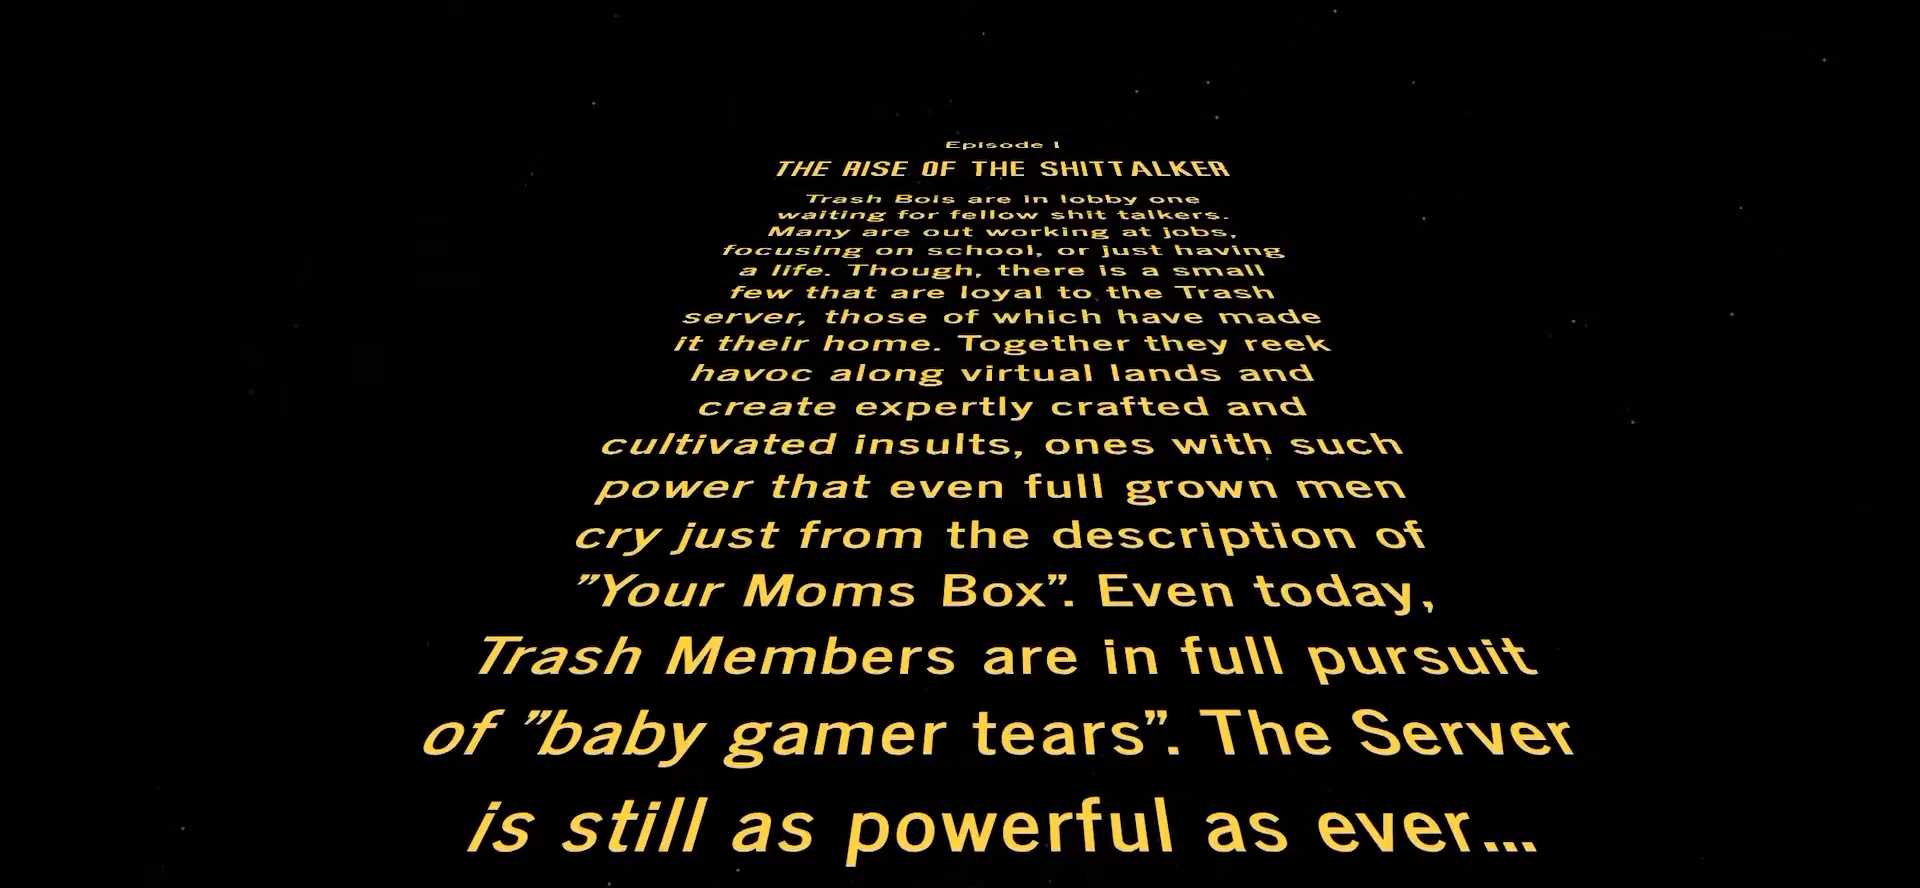 Episode I
THE RISE OF THE SHITTALKER
Trash Bois are in lobby one
waiting for fellow shit talkers.
Many are out working at jobs,
focusing on school, or just having
a life. Though, there is a small
few that are loyal to the Trash
server, those of which have made
it their home. Together they reek
havoc along virtual lands and
create expertly crafted and
cultivated insults, ones with such
power that even full grown men
cry just from the description of
”Your Moms Box”. Even today,
Trash Members are in full pursuit
of ”baby gamer tears”. The Server
is still as powerful as ever...